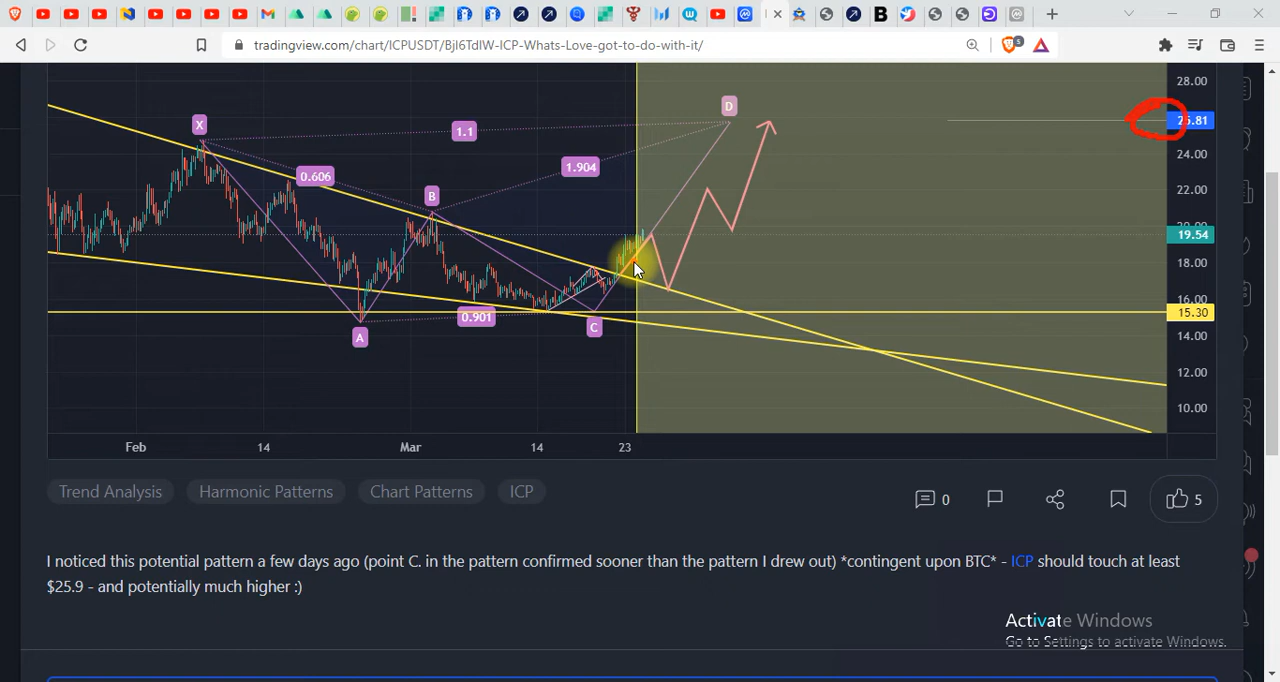 tradingview.com/chart/ICPUSDT/BjI6TdIW-ICP-Whats-Love-got-to-do-with-it/
28.00
D
X
1.1
25.81
24.00
1.904
0.606
22.00
B
20.00
19.54
18.00
16.00
15.30
0.901
C
A
14.00
12.00
10.00
Feb
14
Mar
14
23
Trend Analysis
Harmonic Patterns
Chart Patterns
ICP
0
5
I noticed this potential pattern a few days ago (point C. in the pattern confirmed sooner than the pattern I drew out) *contingent upon BTC* - ICP should touch at least
$25.9 - and potentially much higher :)
Activate Windows
Go to Settings to activate Windows.